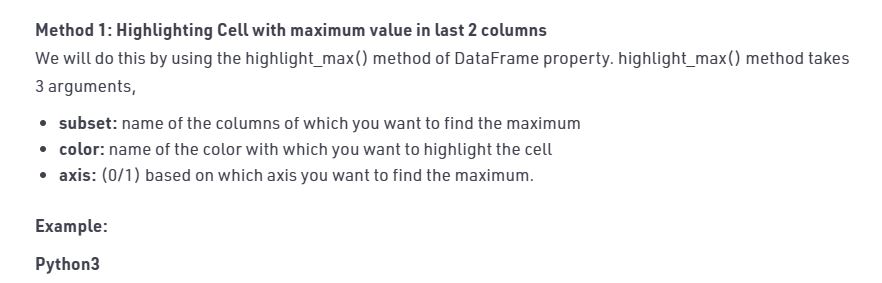 Method 1: Highlighting Cell with maximum value in last 2 columns
We will do this by using the highlight_max() method of DataFrame property. highlight_max() method takes
3 arguments,
• subset: name of the columns of which you want to find the maximum
• color: name of the color with which you want to highlight the cell
• axis: (0/1) based on which axis you want to find the maximum.
Example:
Python3